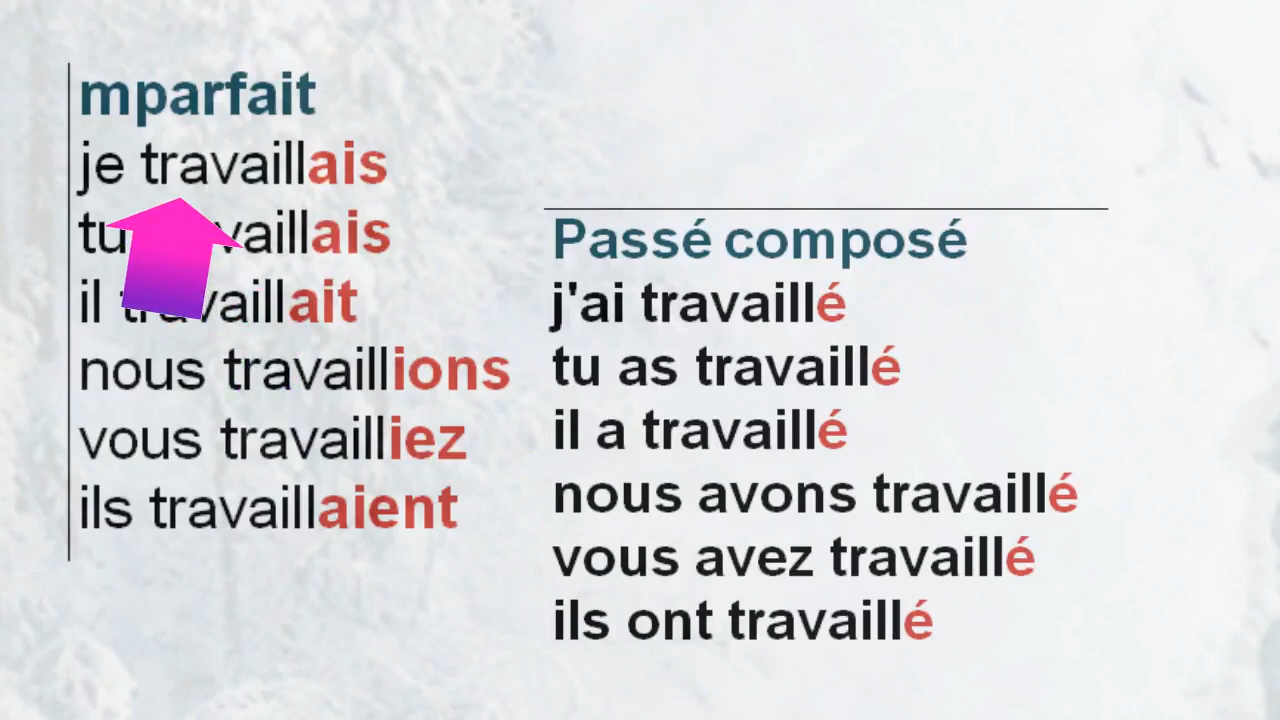 mparfait
je travaillais
tu vaillais
il travaillait
nous travaillions
vous travailliez
ils travaillaient
Passé composé
j'ai travaillé
tu as travaillé
il a travaillé
nous avons travaillé
vous avez travaillé
ils ont travaillé